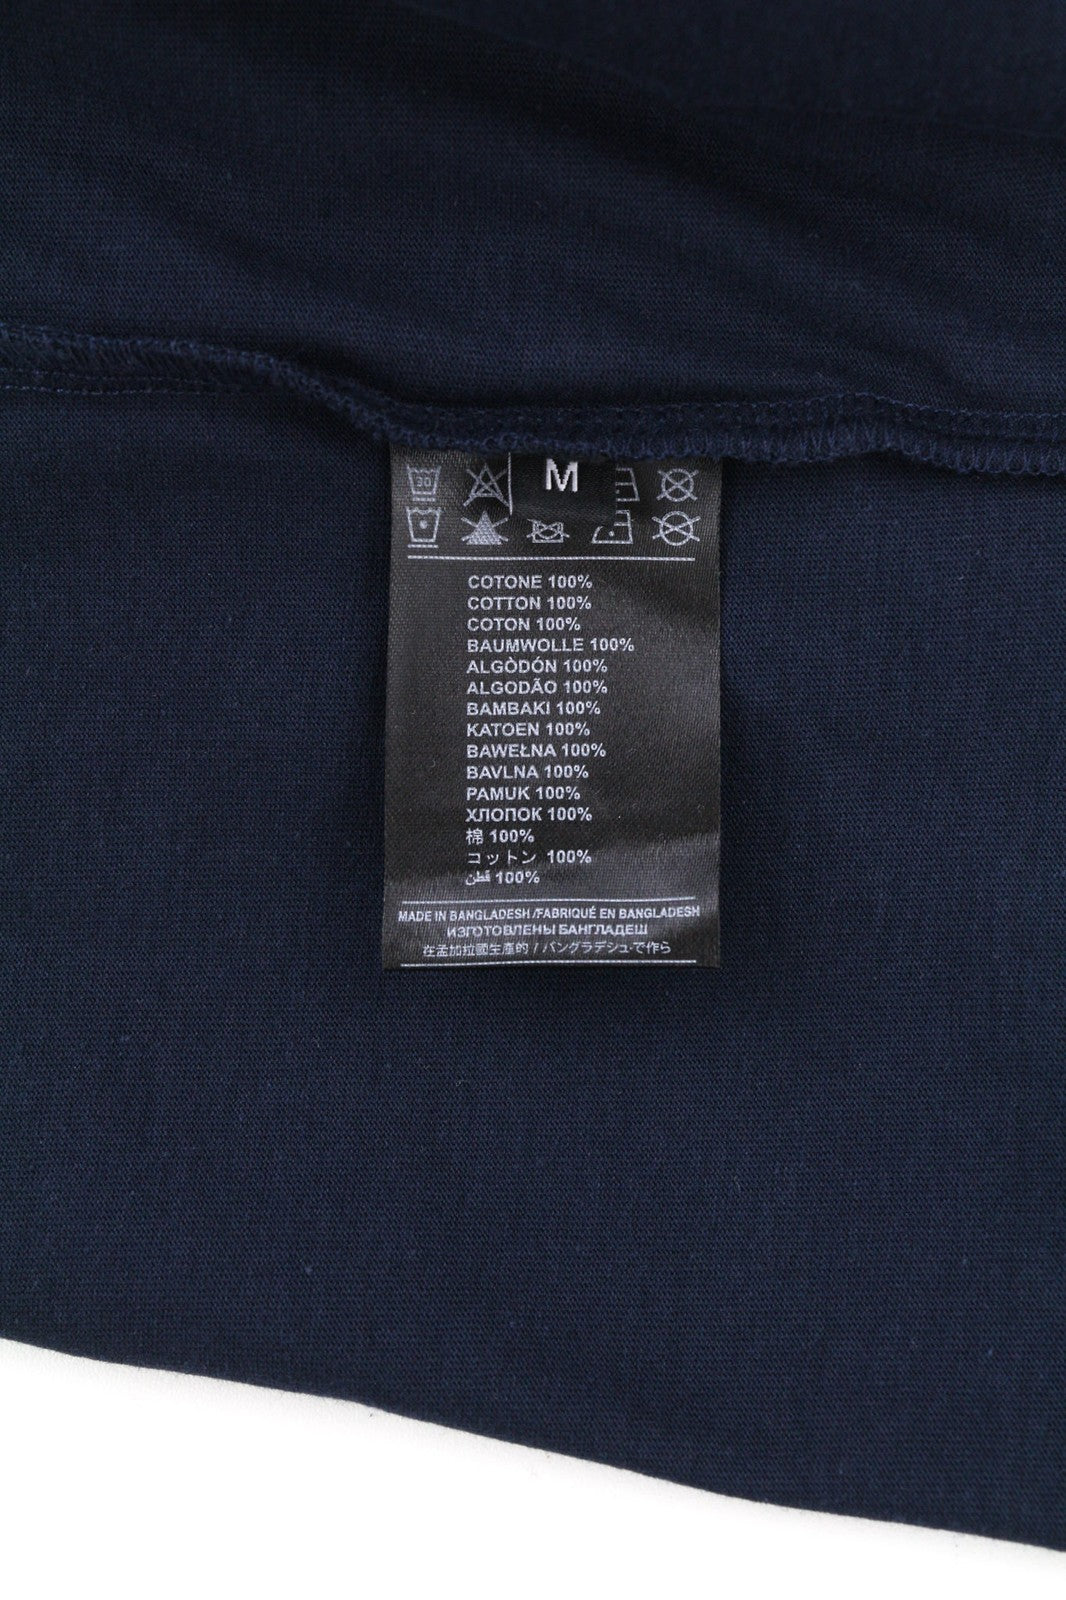 M
30
COTONE 100%
COTTON 100%
COTON 100%
BAUMWOLLE 100%
ALGÒDÓN 100%
ALGODÃO 100%
BAMBAKI 100%
KATOEN 100%
BAWEŁNA 100%
BAVLNA 100%
PAMUK 100%
ХЛОПОК 100%
棉 100%
コットン 100%
قطن 100%
MADE IN BANGLADESH /FABRIQUÉ EN BANGLADESH
ИЗГОТОВЛЕНЫ БАНГЛАДЕШ
在孟加拉國生產的 / バングラデシュで作ら